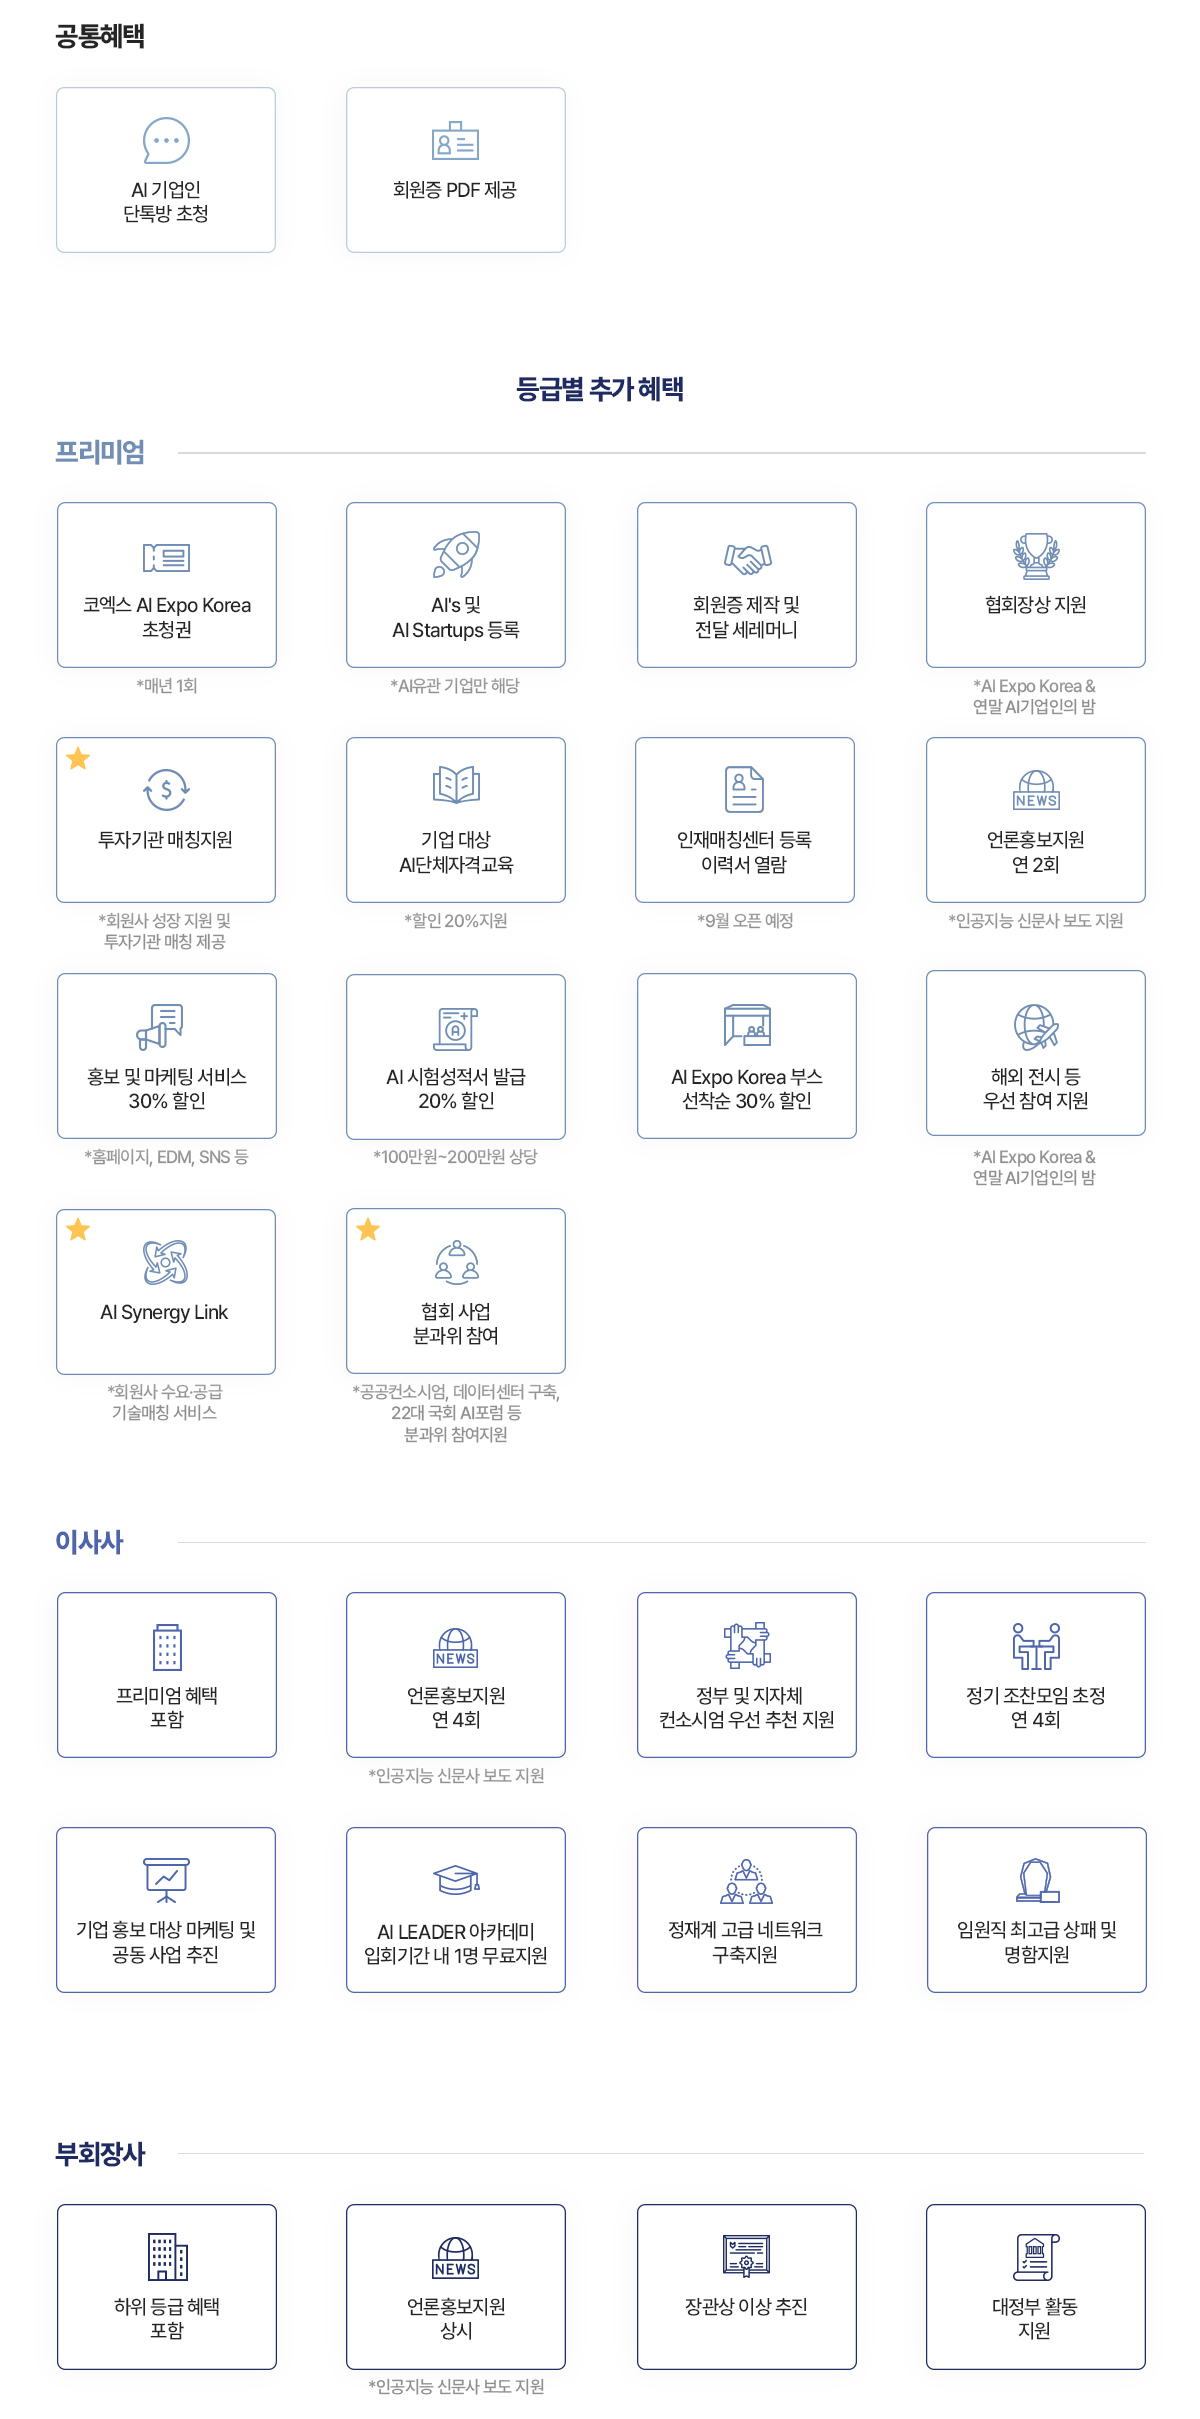 공통혜택
AI 기업인
단톡방 초청
회원증 PDF 제공
등급별 추가 혜택
프리미엄
코엑스 AI Expo Korea
초청권
*매년 1회
AI's 및
AI Startups 등록
*AI유관 기업만 해당
회원증 제작 및
전달 세레머니
협회장상 지원
*AI Expo Korea &
연말 AI기업인의 밤
투자기관 매칭지원
*회원사 성장 지원 및
투자기관 매칭 제공
기업 대상
AI단체자격교육
*할인 20%지원
인재매칭센터 등록
이력서 열람
*9월 오픈 예정
NEWS
언론홍보지원
연 2회
*인공지능 신문사 보도 지원
홍보 및 마케팅 서비스
30% 할인
*홈페이지, EDM, SNS 등
AI 시험성적서 발급
20% 할인
*100만원~200만원 상당
AI Expo Korea 부스
선착순 30% 할인
해외 전시 등
우선 참여 지원
*AI Expo Korea &
연말 AI기업인의 밤
AI Synergy Link
*회원사 수요·공급
기술매칭 서비스
협회 사업
분과위 참여
*공공컨소시엄, 데이터센터 구축,
22대 국회 AI포럼 등
분과위 참여지원
이사사
프리미엄 혜택
포함
NEWS
언론홍보지원
연 4회
*인공지능 신문사 보도 지원
정부 및 지자체
컨소시엄 우선 추천 지원
정기 조찬모임 초정
연 4회
기업 홍보 대상 마케팅 및
공동 사업 추진
AI LEADER 아카데미
입회기간 내 1명 무료지원
정재계 고급 네트워크
구축지원
임원직 최고급 상패 및
명함지원
부회장사
하위 등급 혜택
포함
NEWS
언론홍보지원
상시
*인공지능 신문사 보도 지원
장관상 이상 추진
대정부 활동
지원